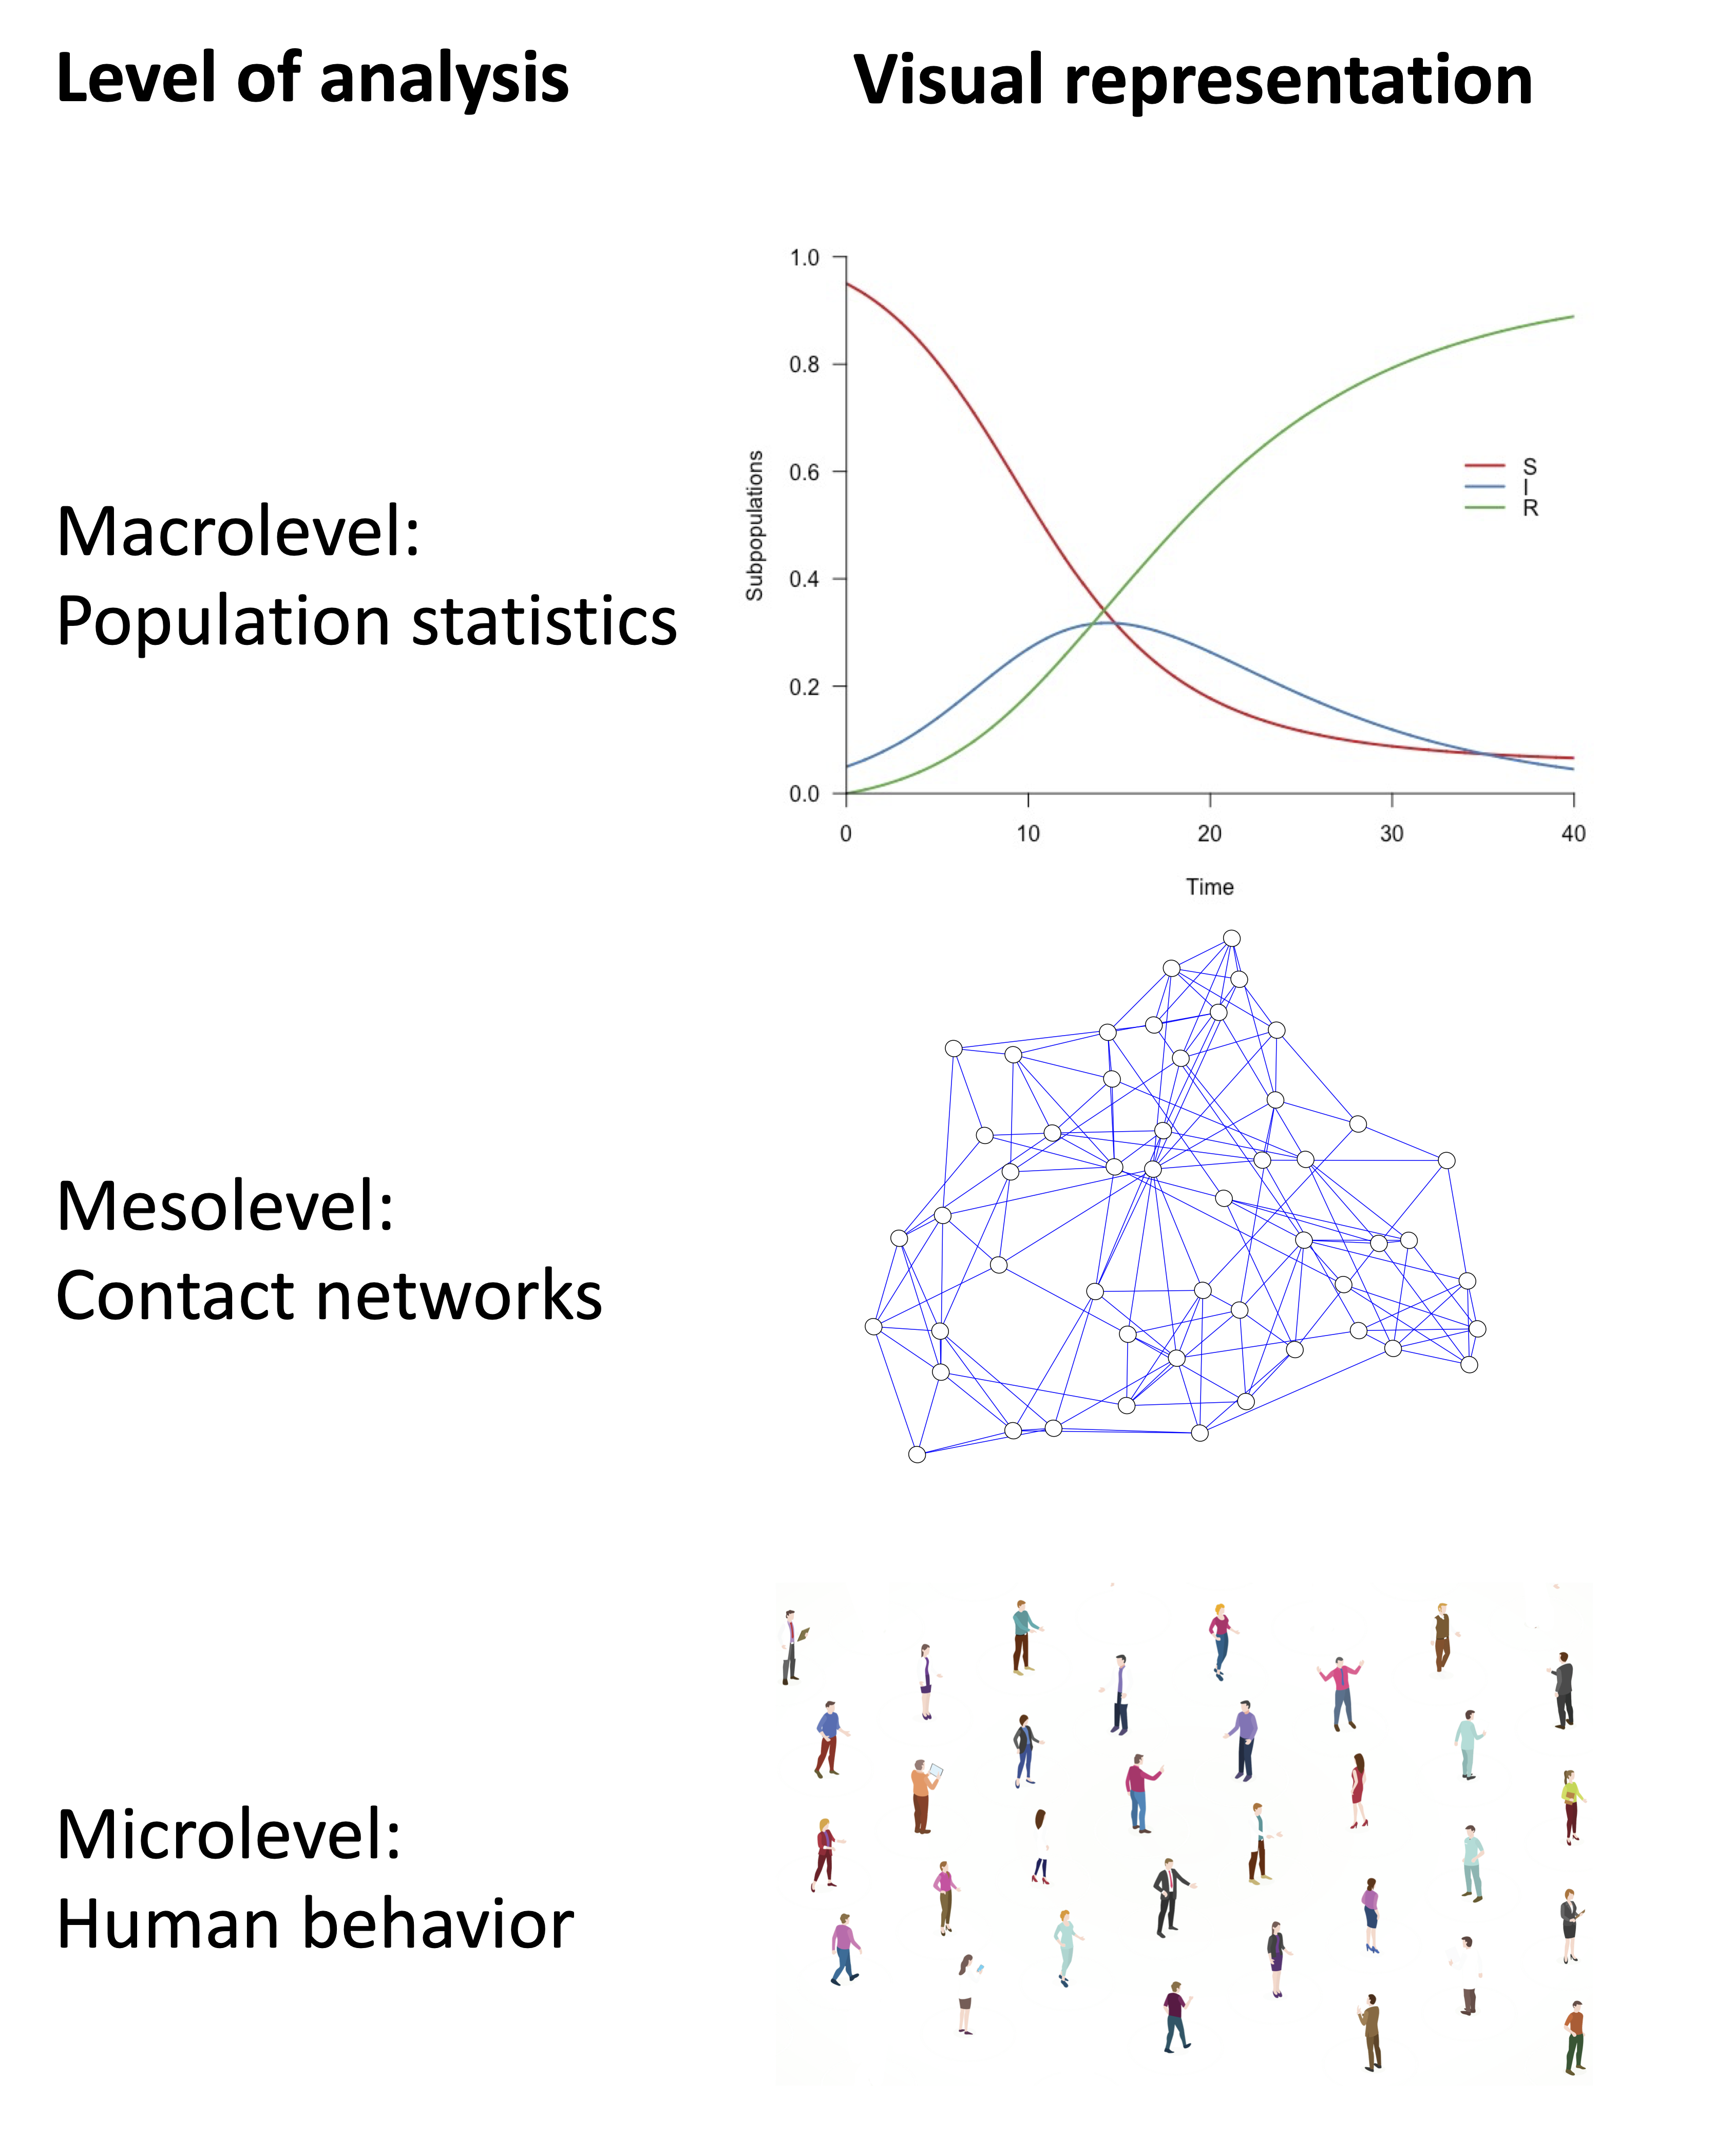 Level of analysis
Visual representation
Macrolevel:
Population statistics
1.0
0.8
0.6
0.4
0.2
0.0
Subpopulations
0
10
20
30
40
Time
S
I
R
Mesolevel:
Contact networks
Microlevel:
Human behavior